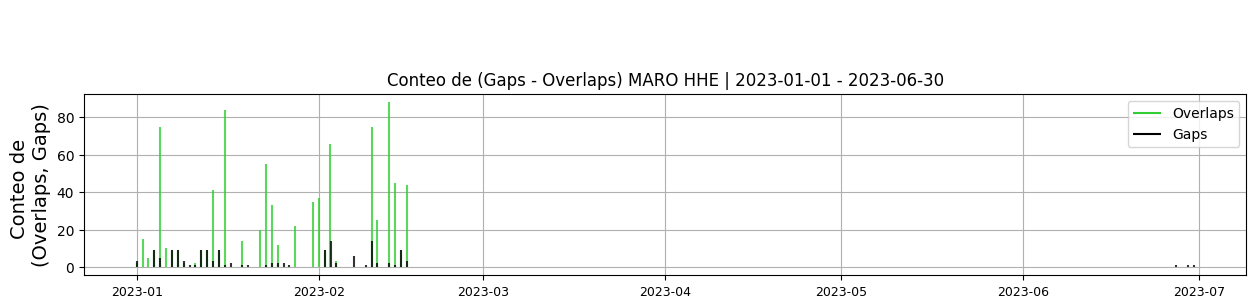 Conteo de (Gaps - Overlaps) MARO HHE | 2023-01-01 - 2023-06-30
Conteo de
(Overlaps, Gaps)
80
60
40
20
0
Overlaps
Gaps
2023-01
2023-02
2023-03
2023-04
2023-05
2023-06
2023-07